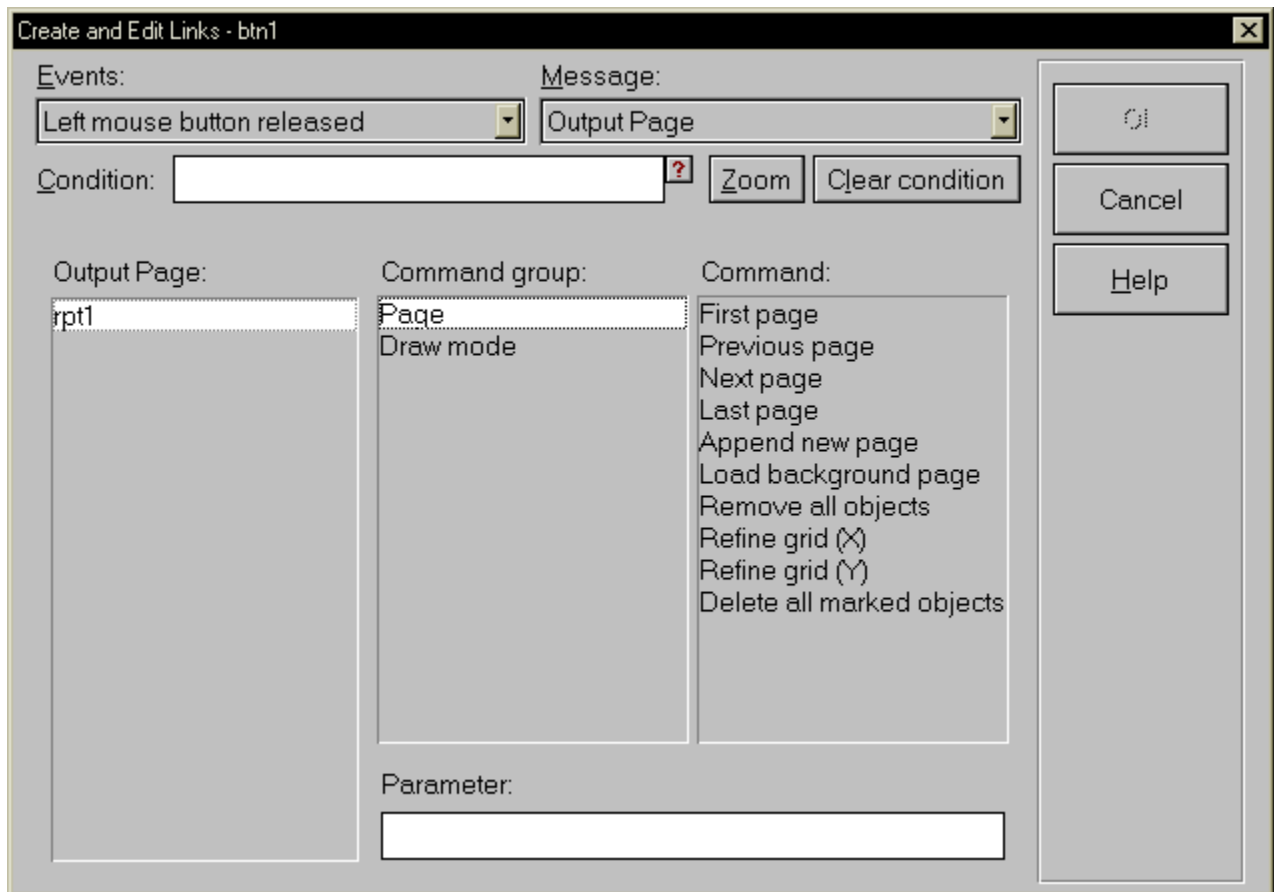 Create and Edit Links - btn1
Events:
Message:
Left mouse button released
Output Page
Condition:
?
Zoom
Clear condition
Cancel
Help
Output Page:
Command group:
Command:
rpt1
Page
Draw mode
First page
Previous page
Next page
Last page
Append new page
Load background page
Remove all objects
Refine grid (X)
Refine grid (Y)
Delete all marked objects
Parameter: